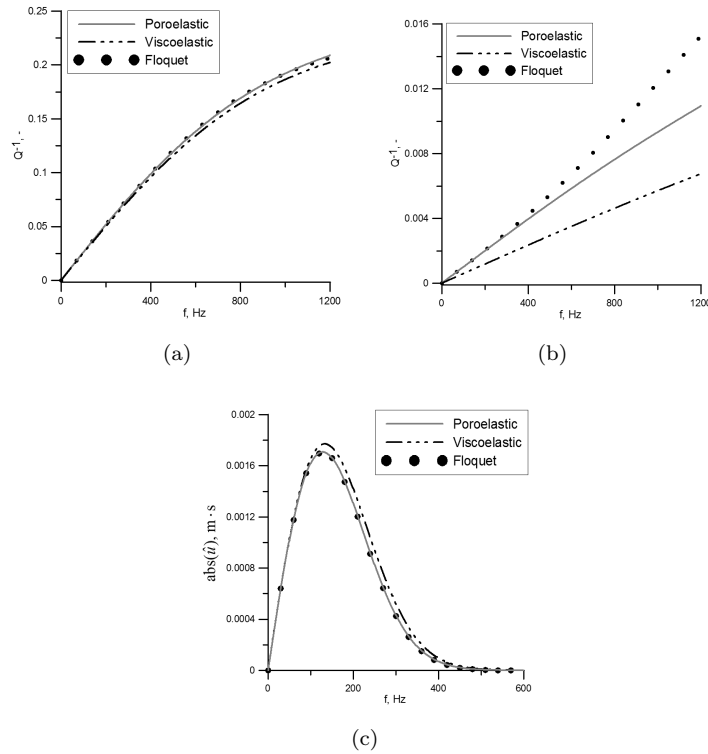 0.25
0.2
0.15
0.1
0.05
0
Q⁻¹, -
Poroelastic
Viscoelastic
Floquet
0 400 800 1200
f, Hz
(a)
0.016
0.012
0.008
0.004
0
Q⁻¹, -
Poroelastic
Viscoelastic
Floquet
0 400 800 1200
f, Hz
(b)
0.002
0.0016
0.0012
0.0008
0.0004
0
abs(û), m·s
Poroelastic
Viscoelastic
Floquet
0 200 400 600
f, Hz
(c)